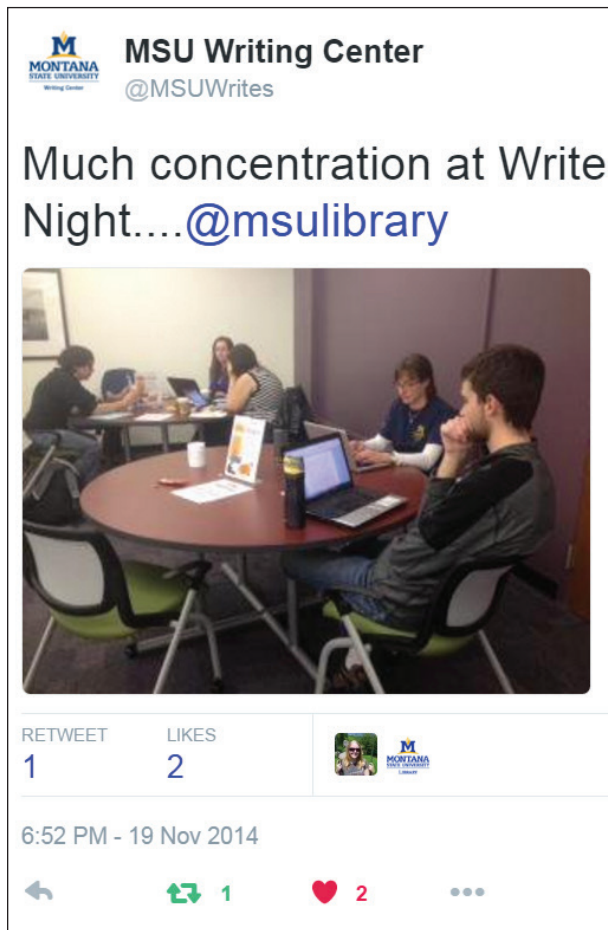 M
MONTANA
STATE UNIVERSITY
Writing Center
MSU Writing Center
@MSUWrites
Much concentration at Write
Night....@msulibrary
RETWEET
LIKES
1
2
M
MONTANA
STATE UNIVERSITY
LIBRARY
6:52 PM - 19 Nov 2014
1
2